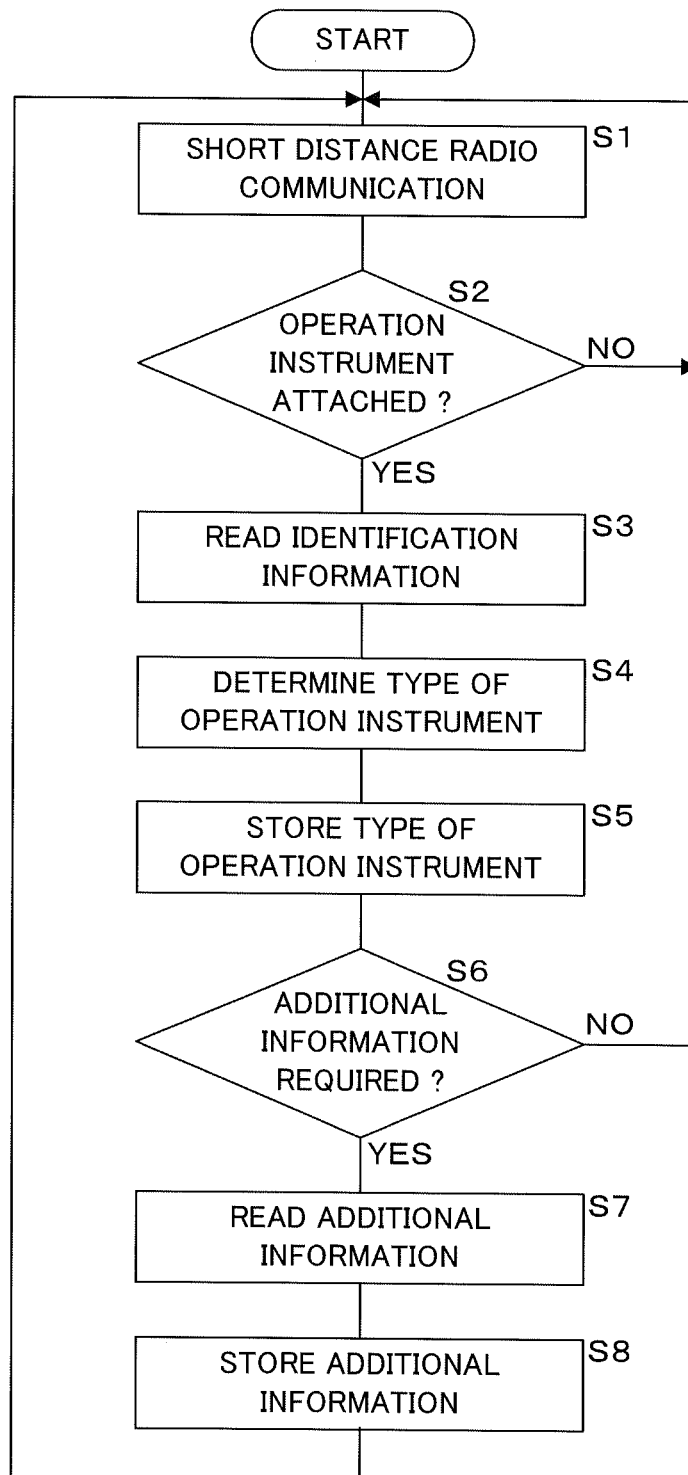 START
SHORT DISTANCE RADIO
COMMUNICATION
S1
S2
OPERATION
INSTRUMENT
ATTACHED ?
NO
YES
READ IDENTIFICATION
INFORMATION
S3
DETERMINE TYPE OF
OPERATION INSTRUMENT
S4
STORE TYPE OF
OPERATION INSTRUMENT
S5
S6
ADDITIONAL
INFORMATION
REQUIRED ?
NO
YES
READ ADDITIONAL
INFORMATION
S7
STORE ADDITIONAL
INFORMATION
S8